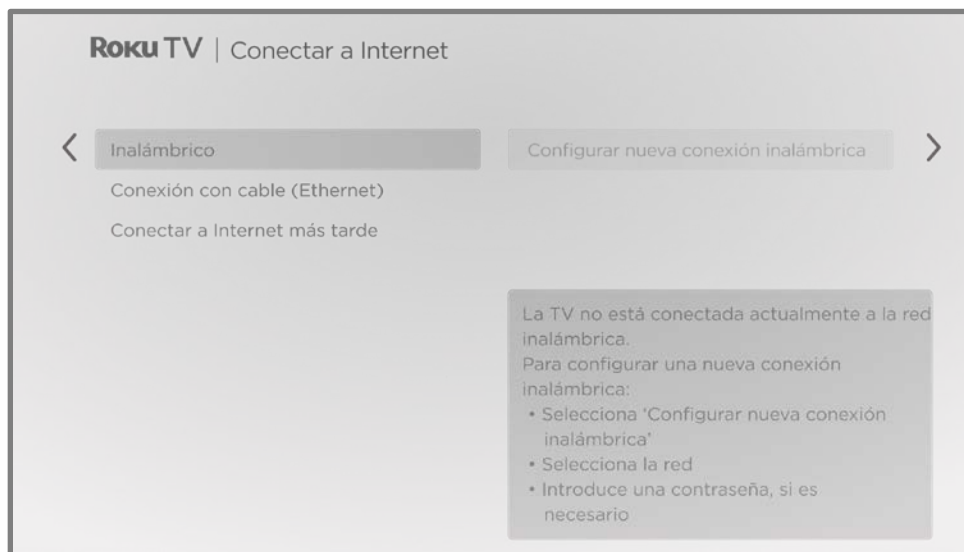 Roku TV | Conectar a Internet
Inalámbrico
Configurar nueva conexión inalámbrica
Conexión con cable (Ethernet)
Conectar a Internet más tarde
La TV no está conectada actualmente a la red
inalámbrica.
Para configurar una nueva conexión
inalámbrica:
• Selecciona ‘Configurar nueva conexión
inalámbrica’
• Selecciona la red
• Introduce una contraseña, si es
necesario